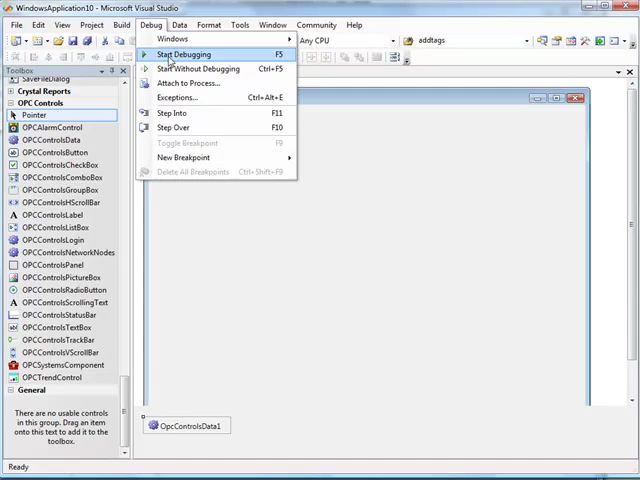 WindowsApplication10 - Microsoft Visual Studio
File Edit View Project Build Debug Data Format Tools Window Community Help
Any CPU addtags
Windows
Start Debugging F5
Start Without Debugging Ctrl+F5
Attach to Process...
Exceptions... Ctrl+Alt+E
Step Into F11
Step Over F10
Toggle Breakpoint F9
New Breakpoint
Delete All Breakpoints Ctrl+Shift+F9
Toolbox
SaveFileDialog
Crystal Reports
OPC Controls
Pointer
OPCAlarmControl
OPCControlsData
OPCControlsButton
OPCControlsCheckBox
OPCControlsComboBox
OPCControlsGroupBox
OPCControlsHScrollBar
OPCControlsLabel
OPCControlsListBox
OPCControlsLogin
OPCControlsNetworkNodes
OPCControlsPanel
OPCControlsPictureBox
OPCControlsRadioButton
OPCControlsScrollingText
OPCControlsStatusBar
OPCControlsTextBox
OPCControlsTrackBar
OPCControlsVScrollBar
OPCSystemsComponent
OPCTrendControl
General
There are no usable controls
in this group. Drag an item
onto this text to add it to the
toolbox.
OpcControlsData1
Ready